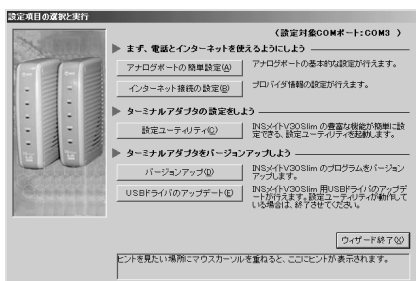 設定項目の選択と実行
(設定対象COMポート:COM3 )
まず、電話とインターネットを使えるようにしよう
アナログポートの簡単設定(A)
アナログポートの基本的な設定が行えます。
インターネット接続の設定(B)
プロバイダ情報の設定が行えます。
ターミナルアダプタの設定をしよう
設定ユーティリティ(C)
INSメイトV30Slim の豊富な機能が簡単に設
定できる、設定ユーティリティを起動します。
ターミナルアダプタをバージョンアップしよう
バージョンアップ(D)
INSメイトV30Slim のプログラムをバージョン
アップします。
USBドライバのアップデート(E)
INSメイトV30Slim 用USBドライバのアップデ
ートが行えます。設定ユーティリティが動作して
いる場合は、終了させてください。
ウィザード終了(X)
ヒントを見たい場所にマウスカーソルを重ねると、ここにヒントが表示されます。